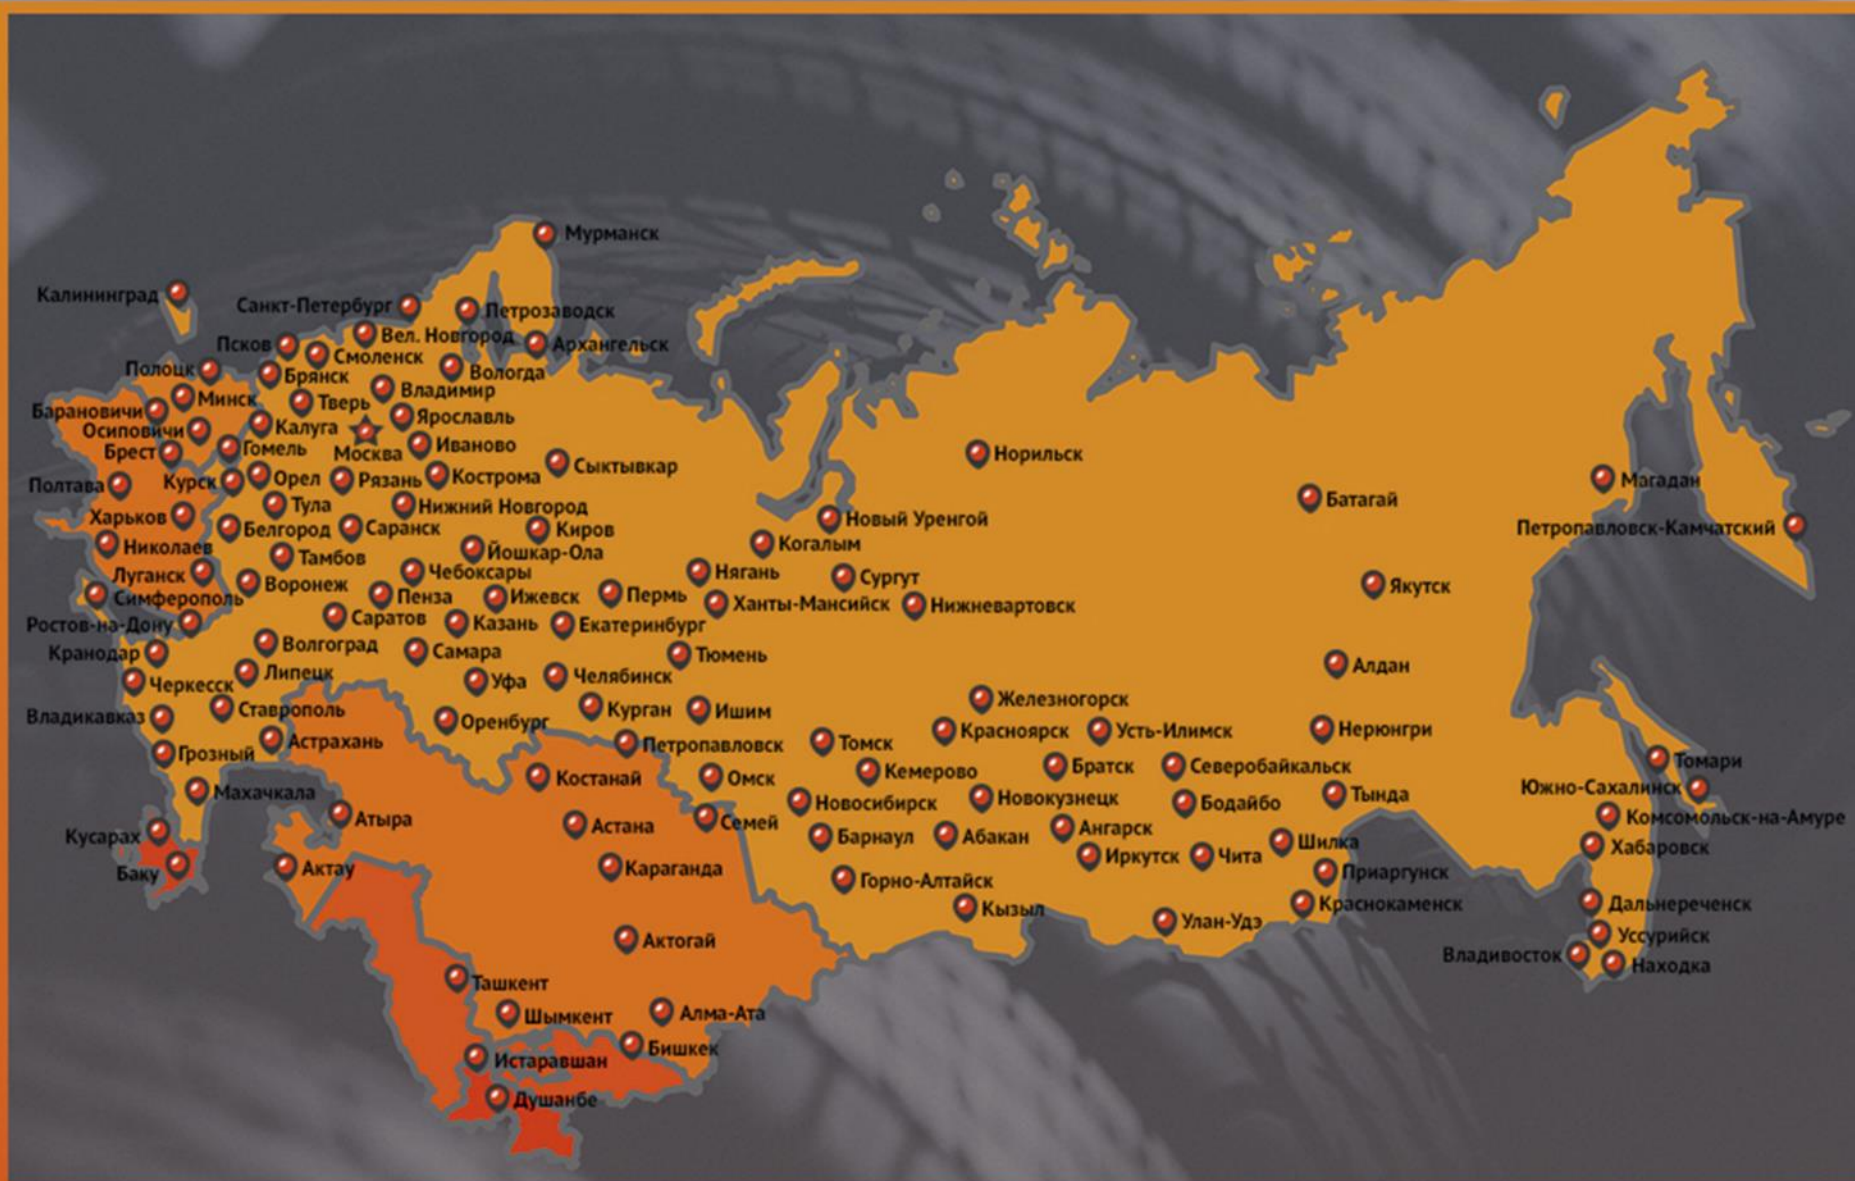 Мурманск
Калининград
Санкт-Петербург
Петрозаводск
Вел. Новгород
Псков
Архангельск
Смоленск
Полоцк
Брянск
Вологда
Владимир
Минск
Тверь
Барановичи
Ярославль
Осиповичи
Калуга
Москва
Иваново
Брест
Гомель
Норильск
Сыктывкар
Полтава
Курск
Орел
Рязань
Кострома
Магадан
Батагай
Тула
Нижний Новгород
Харьков
Новый Уренгой
Белгород
Саранск
Киров
Петропавловск-Камчатский
Николаев
Когалым
Йошкар-Ола
Тамбов
Луганск
Чебоксары
Нягань
Сургут
Воронеж
Якутск
Симферополь
Пенза
Ижевск
Пермь
Ханты-Мансийск
Нижневартовск
Ростов-на-Дону
Саратов
Казань
Екатеринбург
Кранодар
Волгоград
Самара
Тюмень
Алдан
Черкесск
Липецк
Уфа
Челябинск
Железногорск
Владикавказ
Ставрополь
Оренбург
Курган
Ишим
Красноярск
Усть-Илимск
Нерюнгри
Грозный
Астрахань
Петропавловск
Томск
Кемерово
Братск
Северобайкальск
Томари
Махачкала
Костанай
Омск
Новосибирск
Новокузнецк
Бодайбо
Тында
Южно-Сахалинск
Кусарах
Атыра
Астана
Семей
Барнаул
Абакан
Ангарск
Шилка
Комсомольск-на-Амуре
Баку
Актау
Караганда
Горно-Алтайск
Иркутск
Чита
Приаргунск
Хабаровск
Кызыл
Улан-Удэ
Краснокаменск
Дальнереченск
Актогай
Уссурийск
Владивосток
Находка
Ташкент
Шымкент
Алма-Ата
Истаравшан
Бишкек
Душанбе